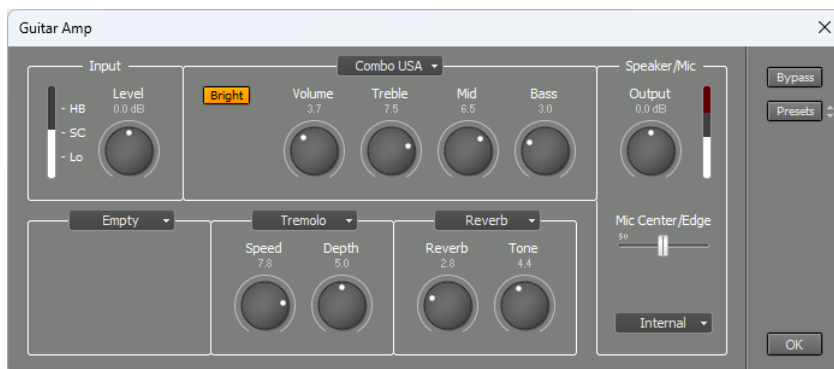 Guitar Amp
Input
Combo USA
Speaker/Mic
Bypass
Level
0.0 dB
Bright
Volume
3.7
Treble
7.5
Mid
6.5
Bass
3.0
Output
0.0 dB
Presets
- HB
- SC
- Lo
Empty
Tremolo
Reverb
Mic Center/Edge
50
Speed
7.8
Depth
5.0
Reverb
2.8
Tone
4.4
Internal
OK